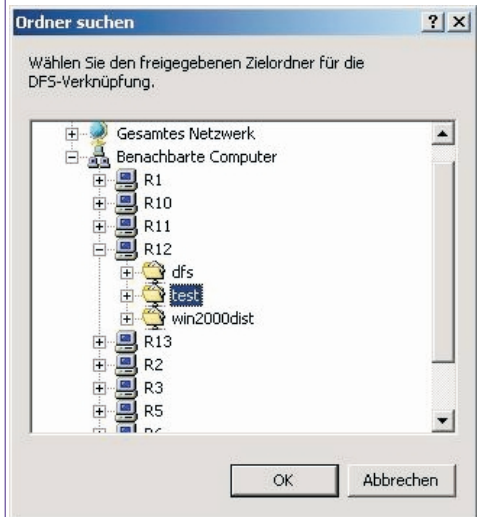 Ordner suchen
Wählen Sie den freigegebenen Zielordner für die
DFS-Verknüpfung.
Gesamtes Netzwerk
Benachbarte Computer
R1
R10
R11
R12
dfs
test
win2000dist
R13
R2
R3
R5
OK
Abbrechen